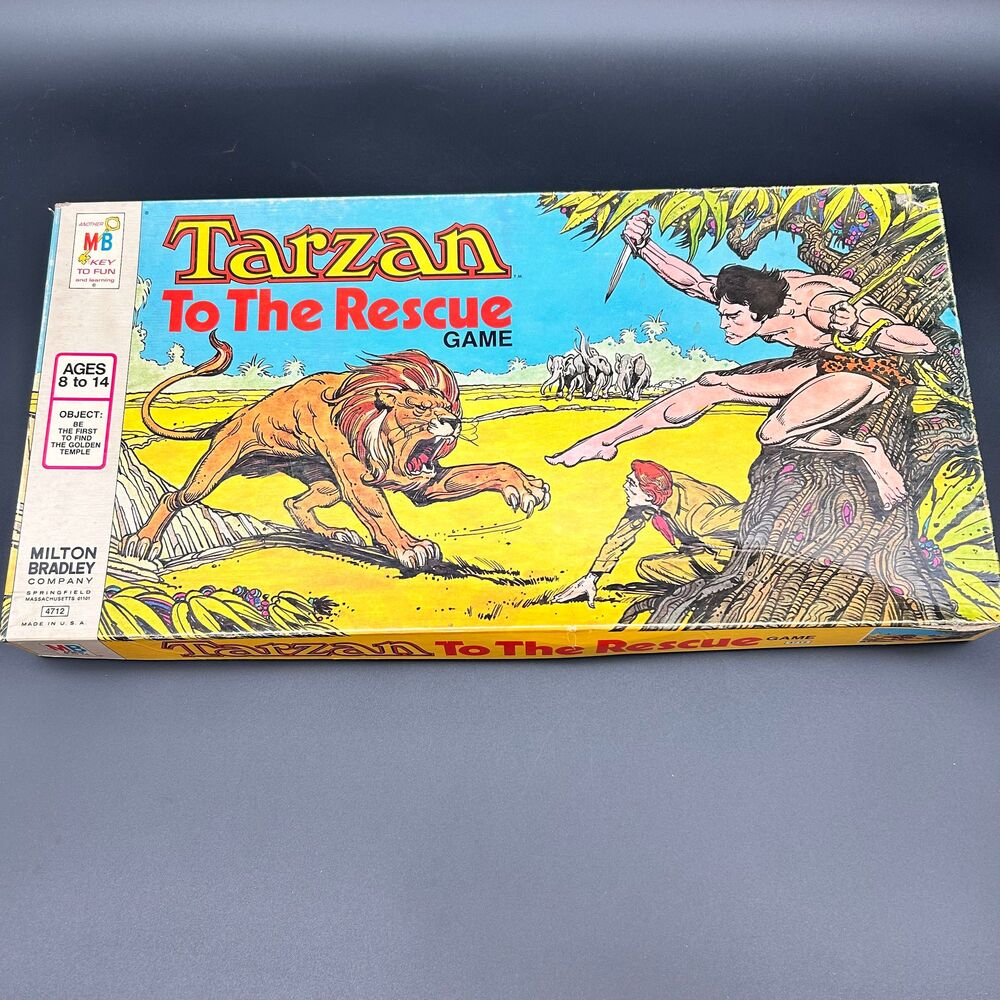 ANOTHER
MB
KEY
TO FUN
and learning
®
AGES
8 to 14
OBJECT:
BE
THE FIRST
TO FIND
THE GOLDEN
TEMPLE
MILTON
BRADLEY
COMPANY
SPRINGFIELD
MASSACHUSETTS 01101
4712
MADE IN U.S.A.
Tarzan™
To The Rescue
GAME
MB
Tarzan To The Rescue GAME